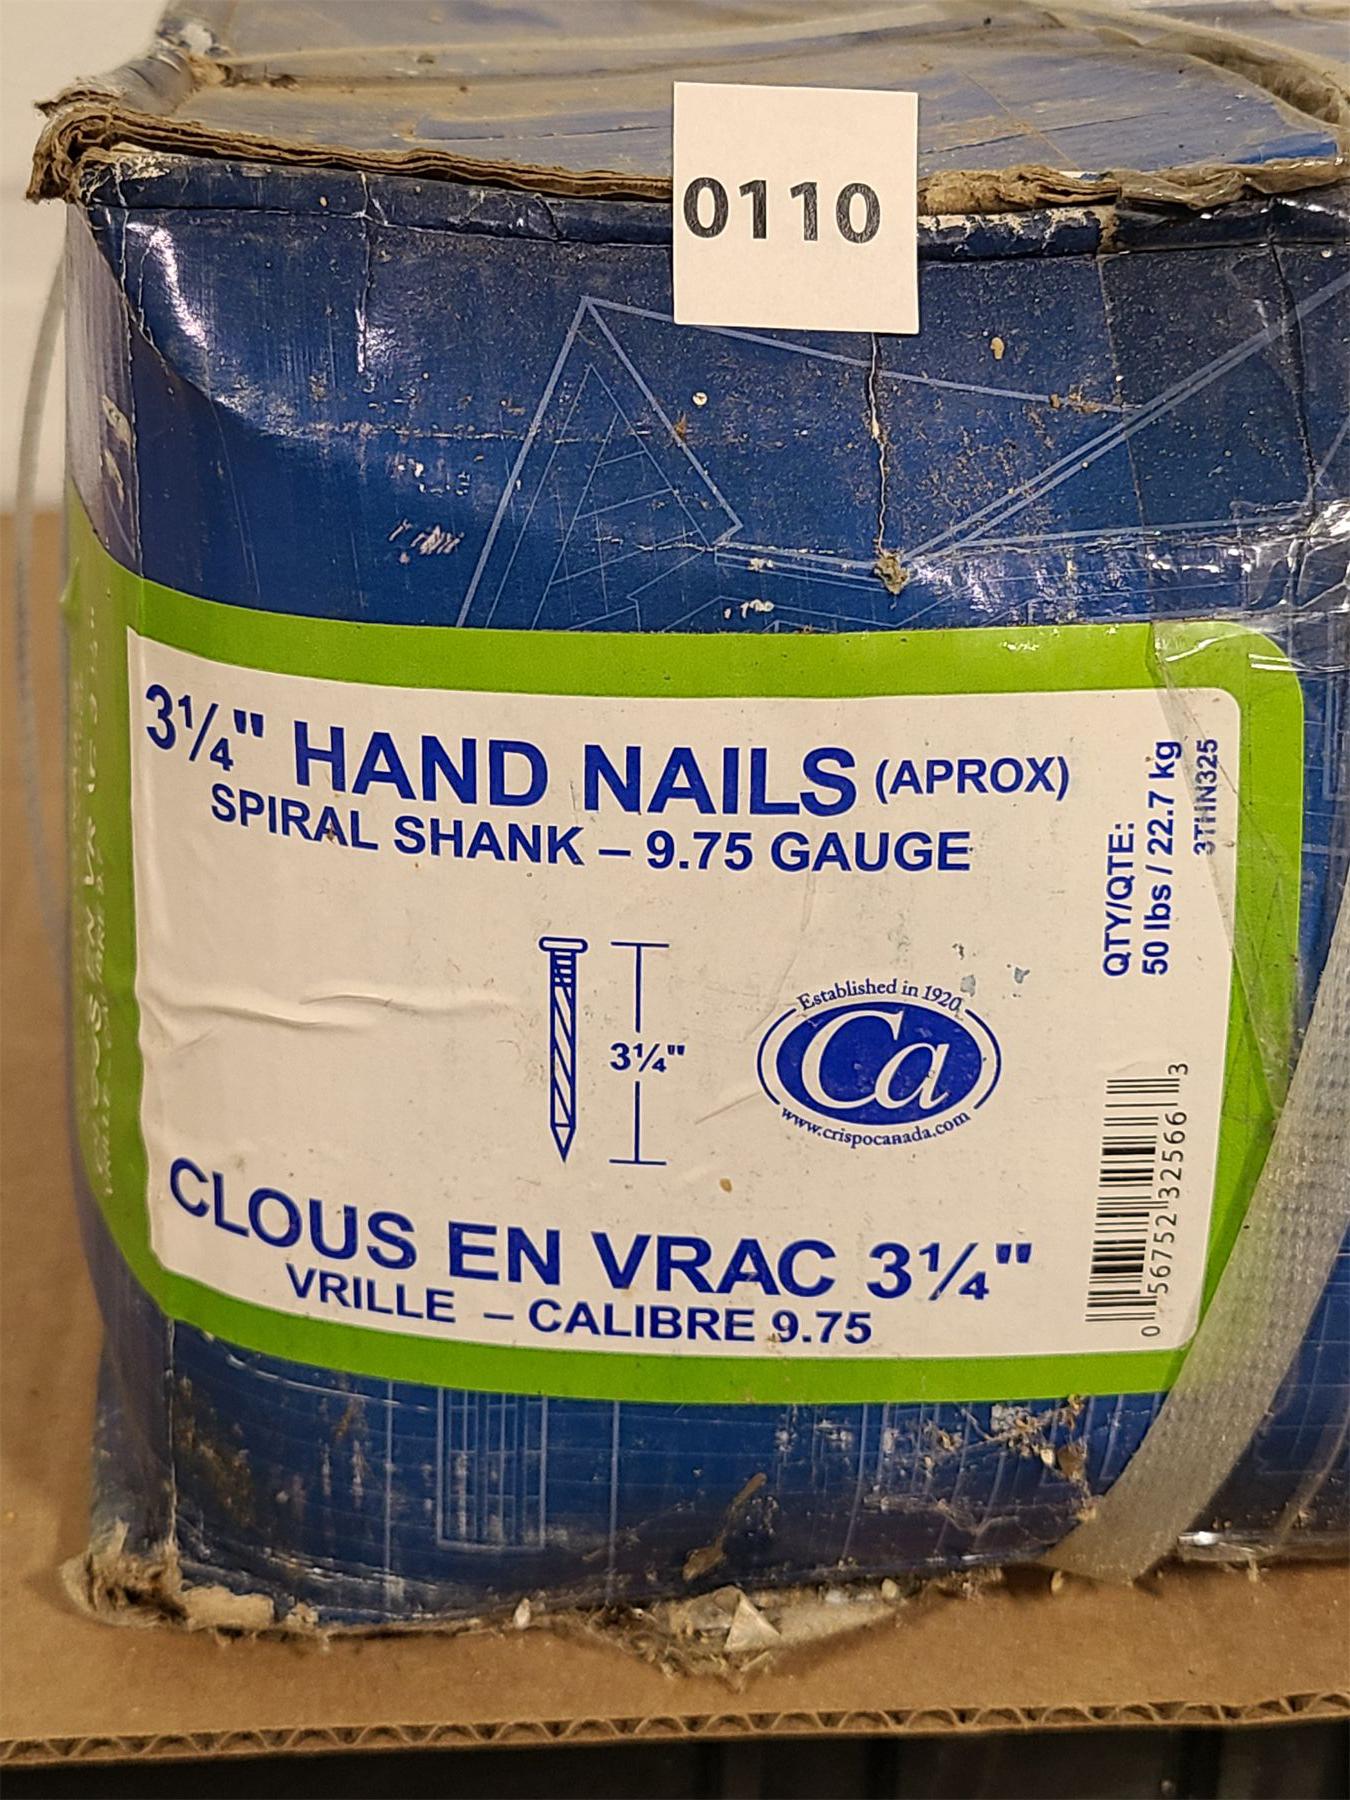 0110
3¼" HAND NAILS (APROX)
SPIRAL SHANK – 9.75 GAUGE
QTY/QTE:
50 lbs / 22.7 kg
3THN325
3¼"
Established in 1920
Ca
www.crispocanada.com
CLOUS EN VRAC 3¼"
VRILLE – CALIBRE 9.75
0 56752 32566 3